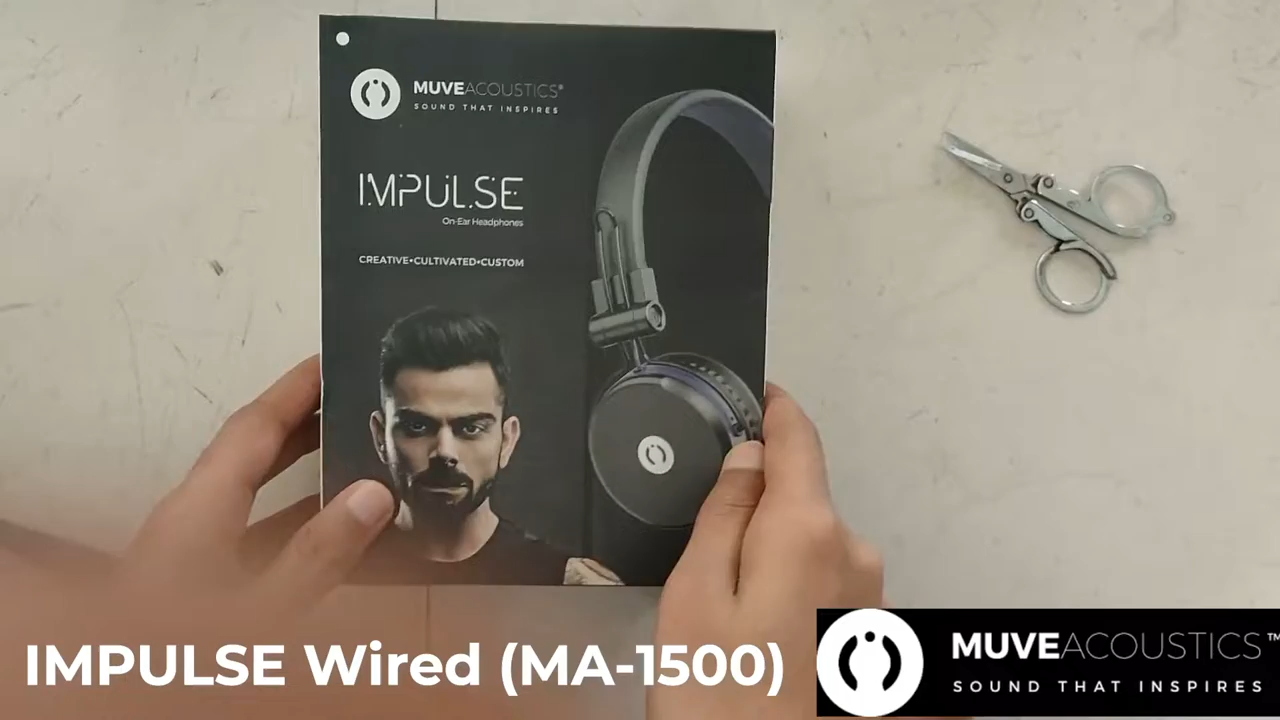 MUVEACOUSTICS®
SOUND THAT INSPIRES
IMPULSE
On-Ear Headphones
CREATIVE•CULTIVATED•CUSTOM
IMPULSE Wired (MA-1500)
MUVEACOUSTICS™
SOUND THAT INSPIRES